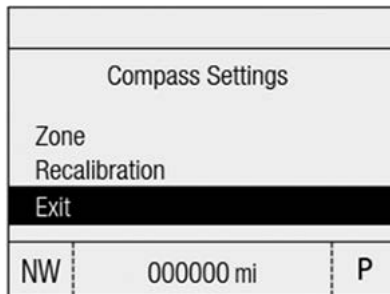 Compass Settings
Zone
Recalibration
Exit
NW 000000 mi P